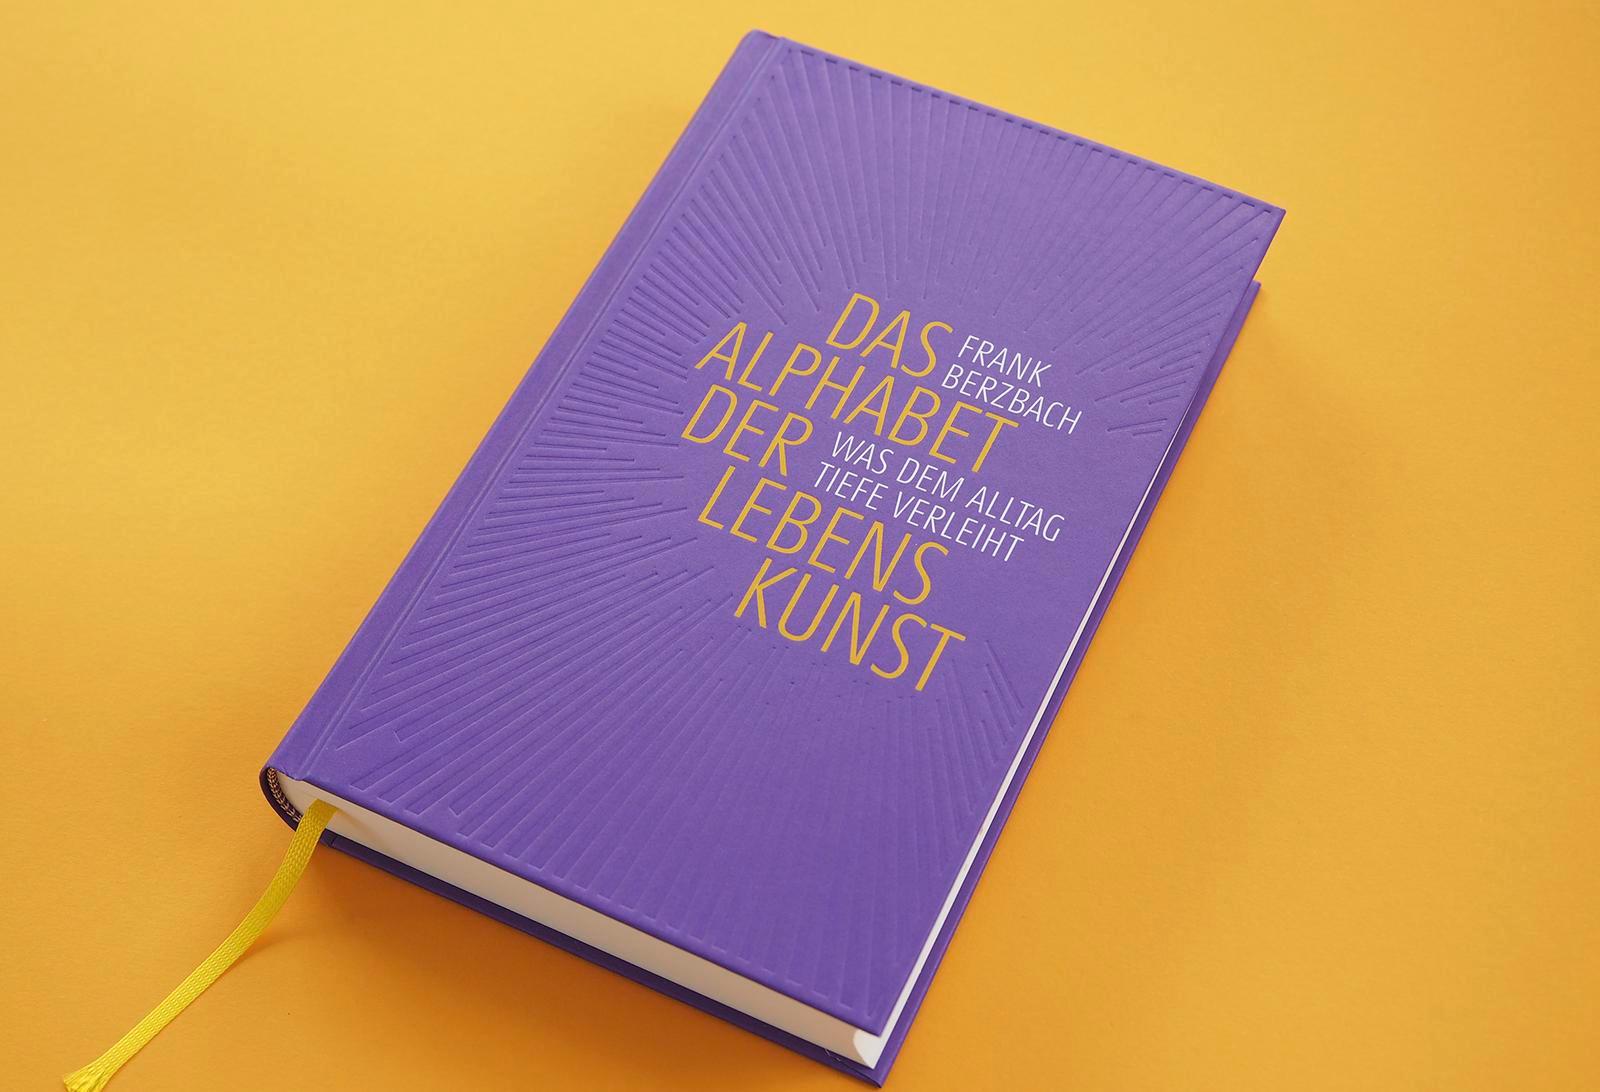 DAS
ALPHABET
DER
LEBENS
KUNST
FRANK
BERZBACH
WAS DEM ALLTAG
TIEFE VERLEIHT